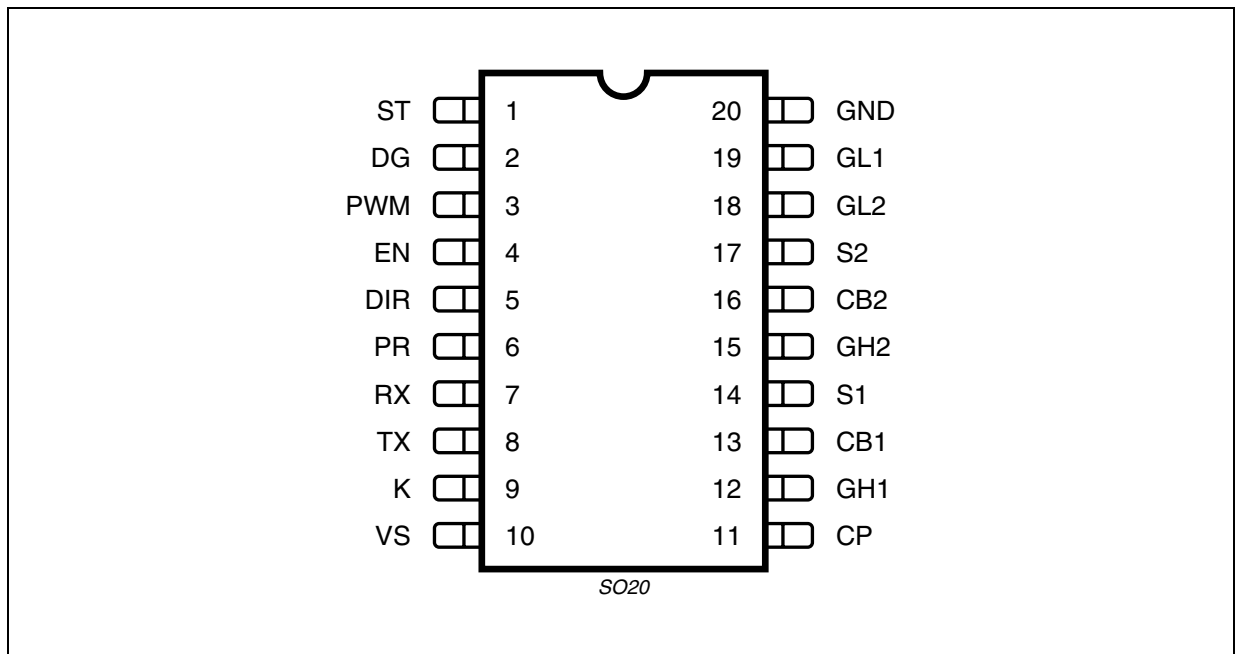 ST 1 20 GND
DG 2 19 GL1
PWM 3 18 GL2
EN 4 17 S2
DIR 5 16 CB2
PR 6 15 GH2
RX 7 14 S1
TX 8 13 CB1
K 9 12 GH1
VS 10 11 CP
SO20